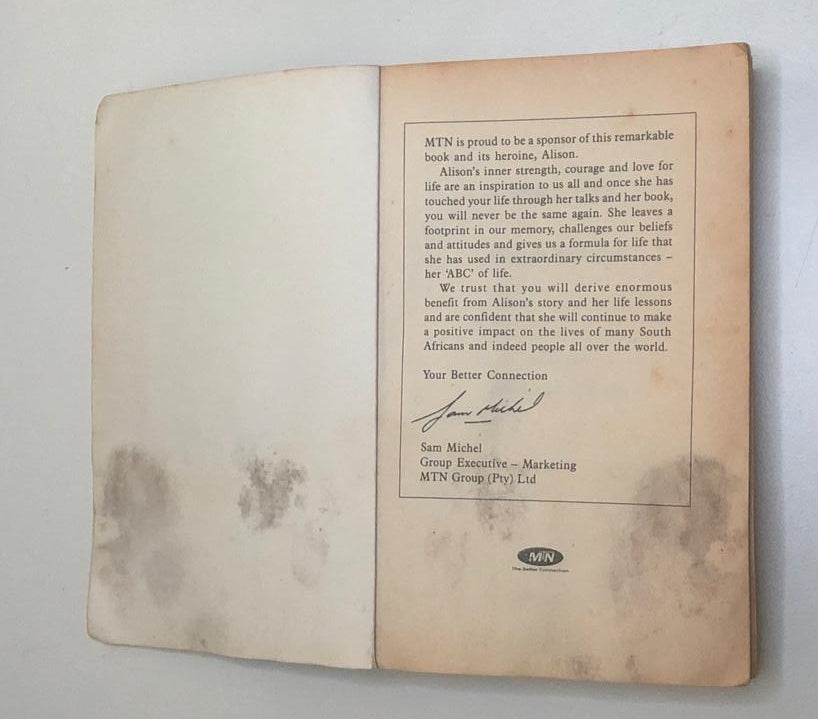 MTN is proud to be a sponsor of this remarkable
book and its heroine, Alison.
Alison's inner strength, courage and love for
life are an inspiration to us all and once she has
touched your life through her talks and her book,
you will never be the same again. She leaves a
footprint in our memory, challenges our beliefs
and attitudes and gives us a formula for life that
she has used in extraordinary circumstances –
her ‘ABC’ of life.
We trust that you will derive enormous
benefit from Alison's story and her life lessons
and are confident that she will continue to make
a positive impact on the lives of many South
Africans and indeed people all over the world.
Your Better Connection
Sam Michel
Sam Michel
Group Executive – Marketing
MTN Group (Pty) Ltd
MTN
The Better Connection